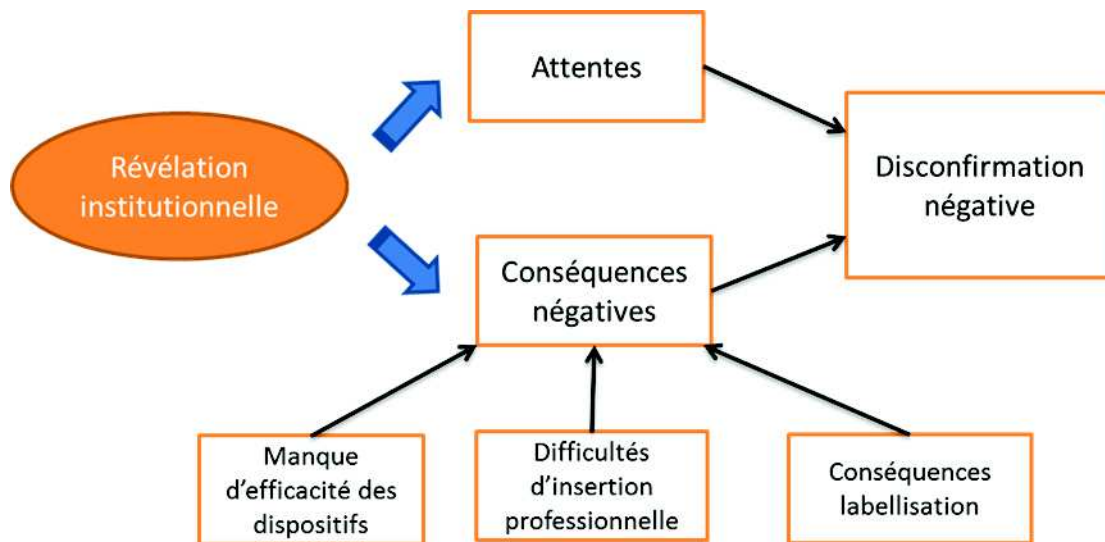 Attentes
Révélation
institutionnelle
Disconfirmation
négative
Conséquences
négatives
Manque
d'efficacité des
dispositifs
Difficultés
d'insertion
professionnelle
Conséquences
labellisation